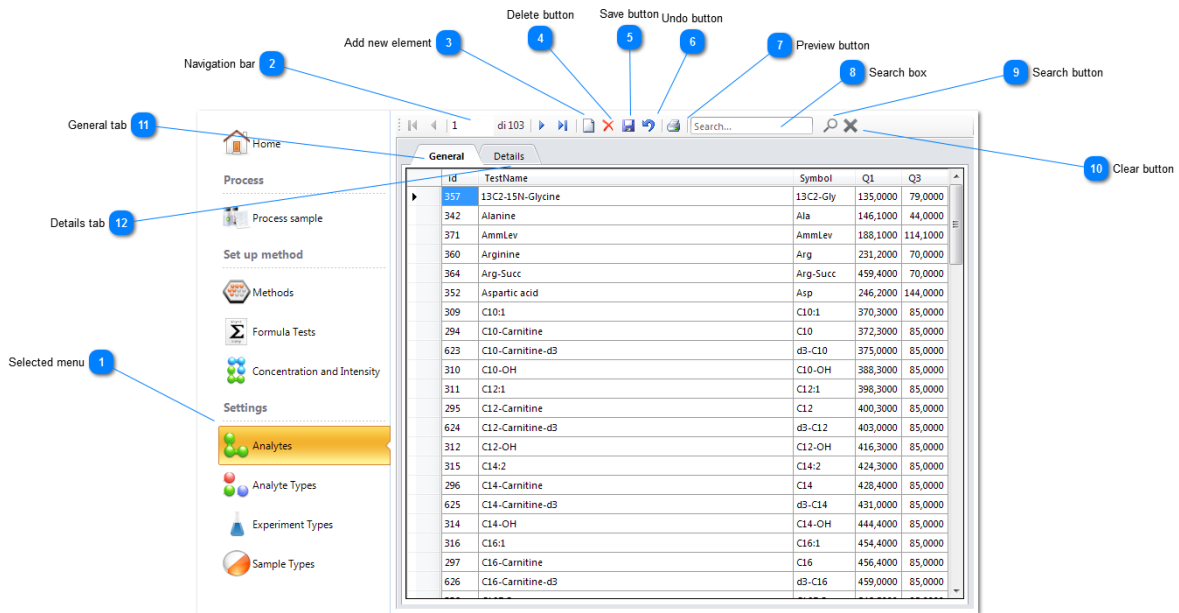 Delete button
4
Save button
5
Undo button
6
Add new element 3
7 Preview button
Navigation bar 2
8 Search box
9 Search button
General tab 11
1 di 103 Search...
10 Clear button
Home
Process
Process sample
Set up method
Methods
Formula Tests
Concentration and Intensity
Settings
Analytes
Analyte Types
Experiment Types
Sample Types
Details tab 12
Selected menu 1
General Details
Id TestName Symbol Q1 Q3
357 13C2-15N-Glycine 13C2-Gly 135,0000 79,0000
342 Alanine Ala 146,1000 44,0000
371 AmmLev AmmLev 188,1000 114,1000
360 Arginine Arg 231,2000 70,0000
364 Arg-Succ Arg-Succ 459,4000 70,0000
352 Aspartic acid Asp 246,2000 144,0000
309 C10:1 C10:1 370,3000 85,0000
294 C10-Carnitine C10 372,3000 85,0000
623 C10-Carnitine-d3 d3-C10 375,0000 85,0000
310 C10-OH C10-OH 388,3000 85,0000
311 C12:1 C12:1 398,3000 85,0000
295 C12-Carnitine C12 400,3000 85,0000
624 C12-Carnitine-d3 d3-C12 403,0000 85,0000
312 C12-OH C12-OH 416,3000 85,0000
315 C14:2 C14:2 424,3000 85,0000
296 C14-Carnitine C14 428,4000 85,0000
625 C14-Carnitine-d3 d3-C14 431,0000 85,0000
314 C14-OH C14-OH 444,4000 85,0000
316 C16:1 C16:1 454,4000 85,0000
297 C16-Carnitine C16 456,4000 85,0000
626 C16-Carnitine-d3 d3-C16 459,0000 85,0000